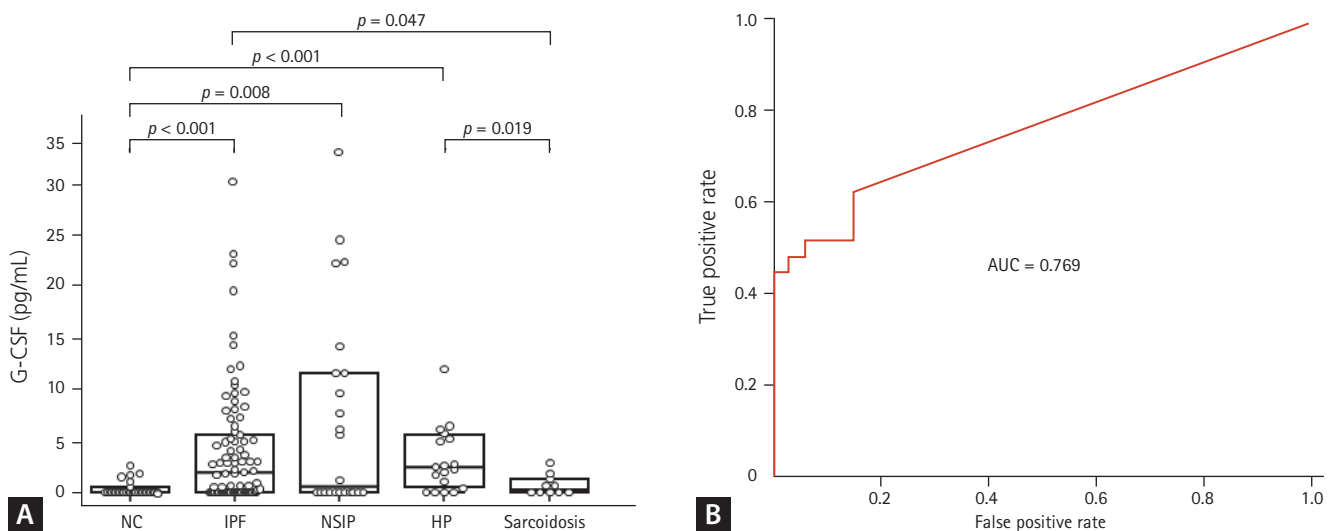 p = 0.047
p < 0.001
p = 0.008
p < 0.001
p = 0.019
G-CSF (pg/mL)
35
30
25
20
15
10
5
0
NC IPF NSIP HP Sarcoidosis
A
True positive rate
1.0
0.8
0.6
0.4
0.2
0
AUC = 0.769
0.2 0.4 0.6 0.8 1.0
False positive rate
B